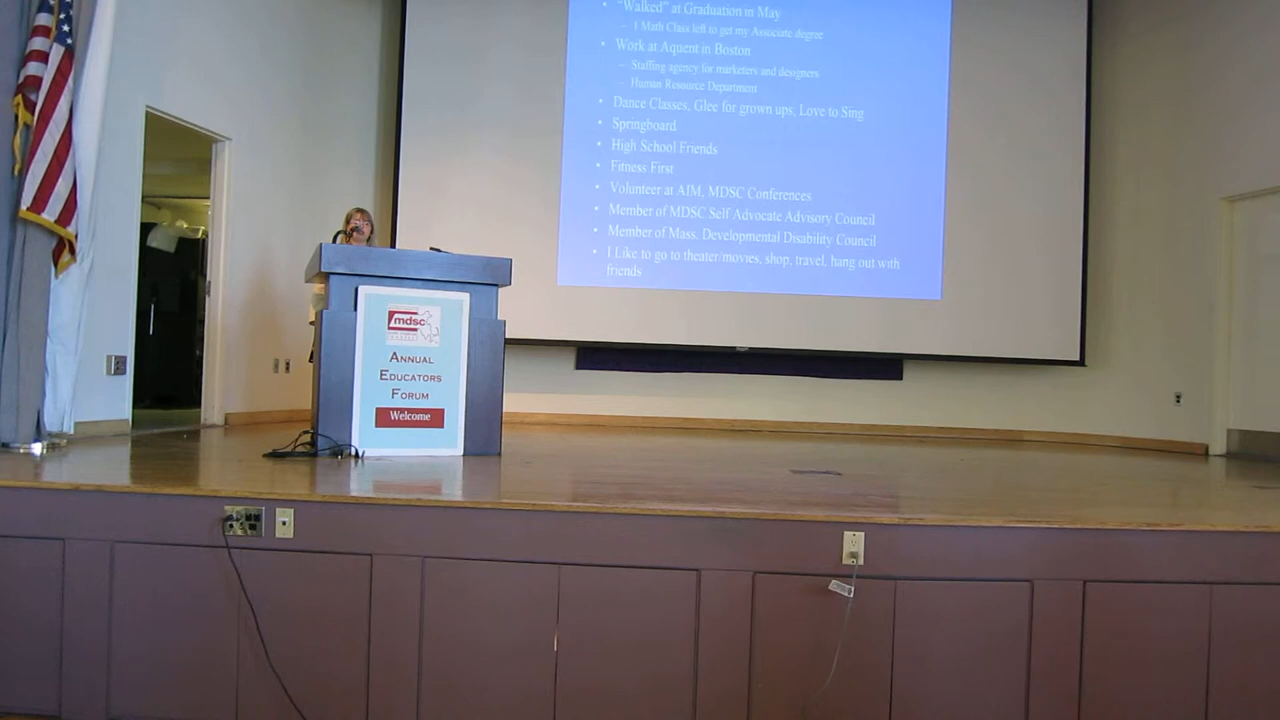 • "Walked" at Graduation in May
– 1 Math Class left to get my Associate degree
• Work at Aquent in Boston
– Staffing agency for marketers and designers
– Human Resource Department
• Dance Classes, Glee for grown ups, Love to Sing
• Springboard
• High School Friends
• Fitness First
• Volunteer at AIM, MDSC Conferences
• Member of MDSC Self Advocate Advisory Council
• Member of Mass. Developmental Disability Council
• I Like to go to theater/movies, shop, travel, hang out with
friends
mdsc
ANNUAL
EDUCATORS
FORUM
Welcome